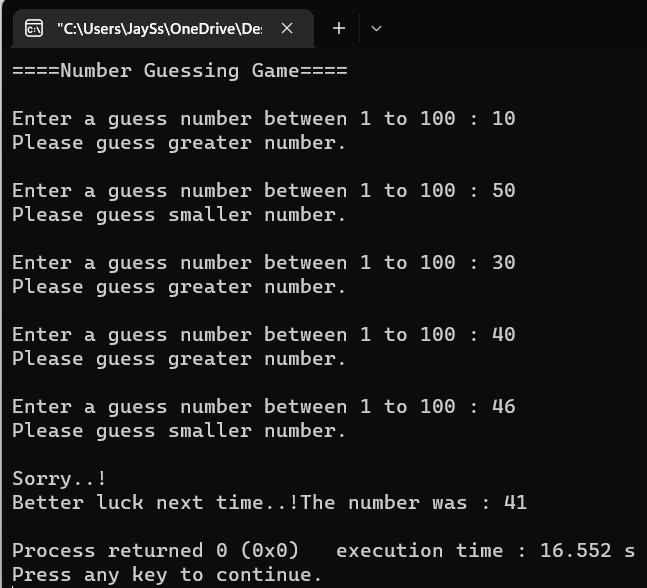 "C:\Users\JaySs\OneDrive\De
====Number Guessing Game====
Enter a guess number between 1 to 100 : 10
Please guess greater number.
Enter a guess number between 1 to 100 : 50
Please guess smaller number.
Enter a guess number between 1 to 100 : 30
Please guess greater number.
Enter a guess number between 1 to 100 : 40
Please guess greater number.
Enter a guess number between 1 to 100 : 46
Please guess smaller number.
Sorry..!
Better luck next time..!The number was : 41
Process returned 0 (0x0)   execution time : 16.552 s
Press any key to continue.